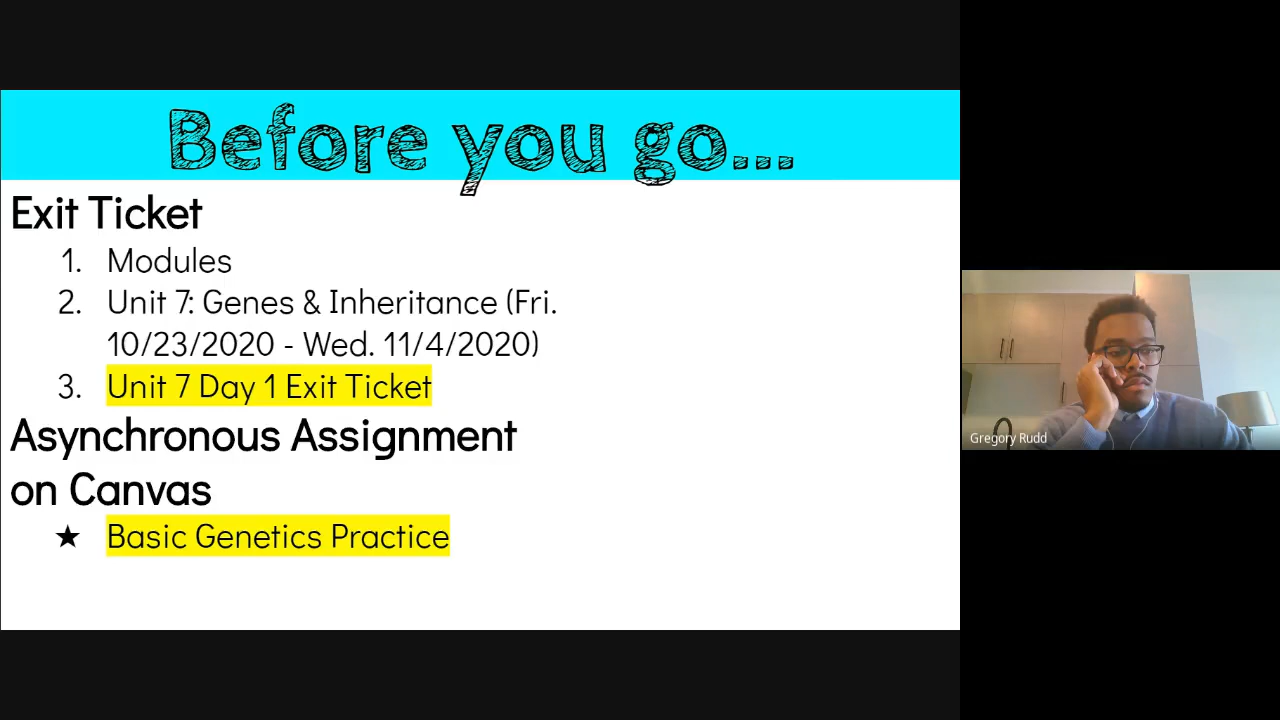 Before you go...
Exit Ticket
1. Modules
2. Unit 7: Genes & Inheritance (Fri.
10/23/2020 - Wed. 11/4/2020)
3. Unit 7 Day 1 Exit Ticket
Asynchronous Assignment
on Canvas
★ Basic Genetics Practice
Gregory Rudd